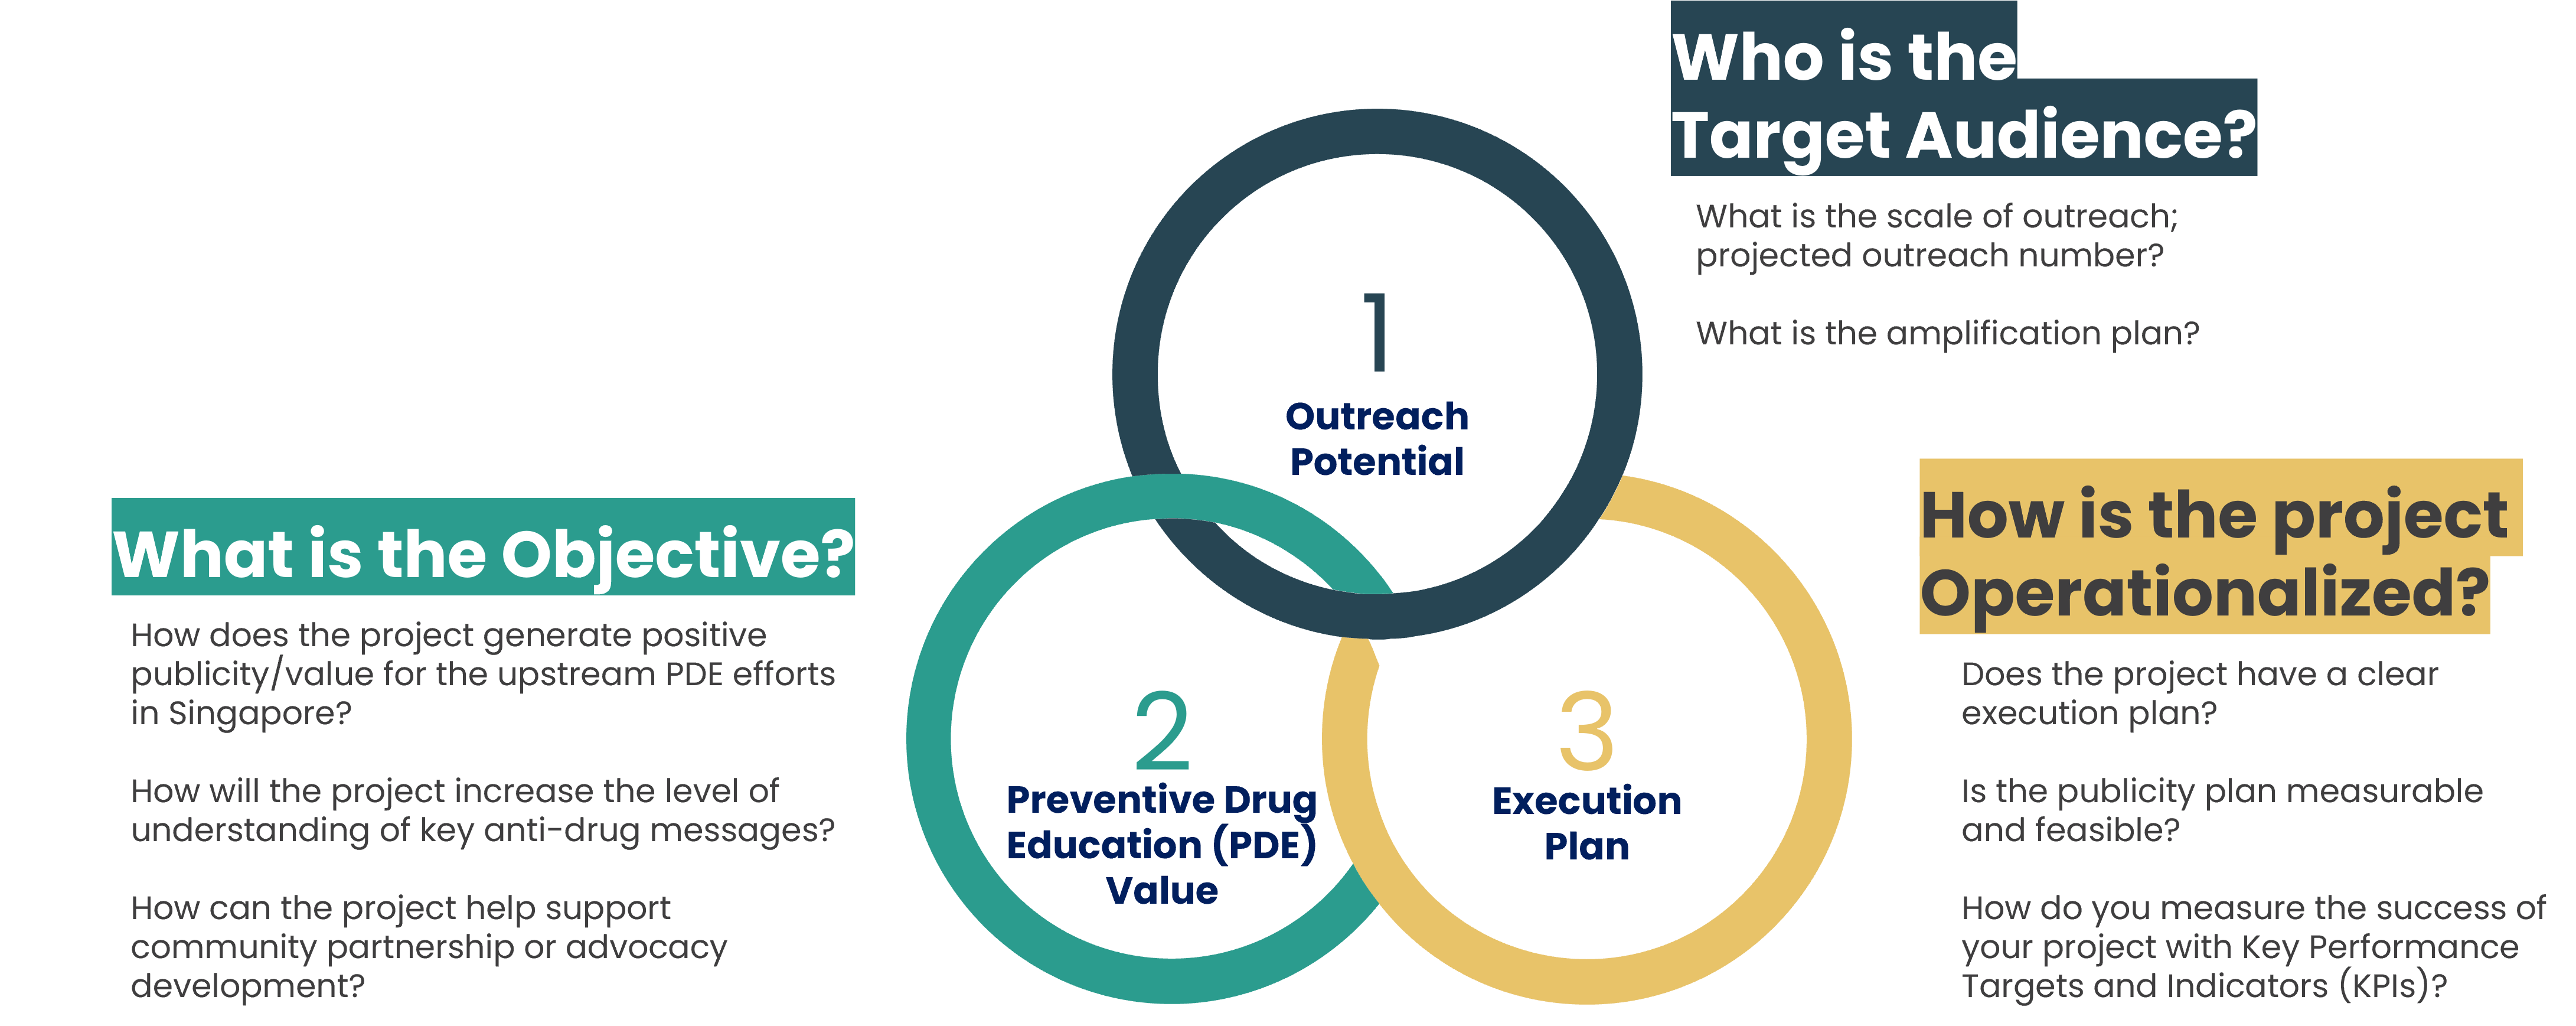 Who is the
Target Audience?
What is the scale of outreach;
projected outreach number?
What is the amplification plan?
1
Outreach
Potential
What is the Objective?
How does the project generate positive
publicity/value for the upstream PDE efforts
in Singapore?
How will the project increase the level of
understanding of key anti-drug messages?
How can the project help support
community partnership or advocacy
development?
2
Preventive Drug
Education (PDE)
Value
3
Execution
Plan
How is the project
Operationalized?
Does the project have a clear
execution plan?
Is the publicity plan measurable
and feasible?
How do you measure the success of
your project with Key Performance
Targets and Indicators (KPIs)?